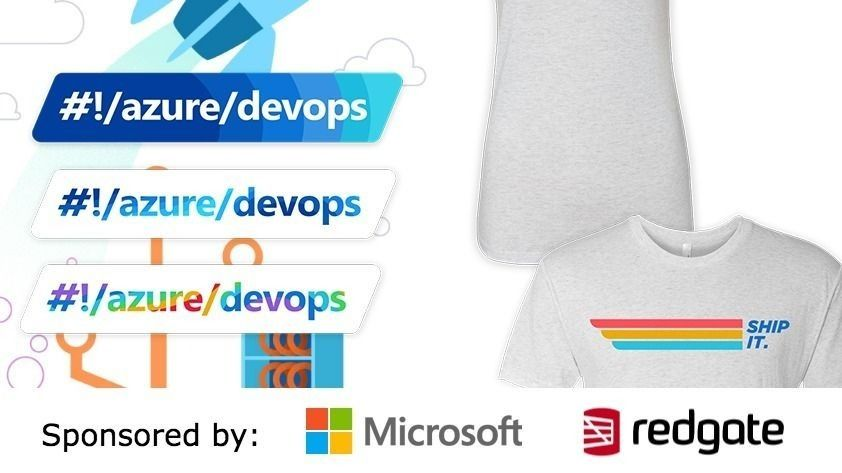 #!/azure/devops
#!/azure/devops
#!/azure/devops
SHIP
IT.
Sponsored by:
Microsoft
redgate